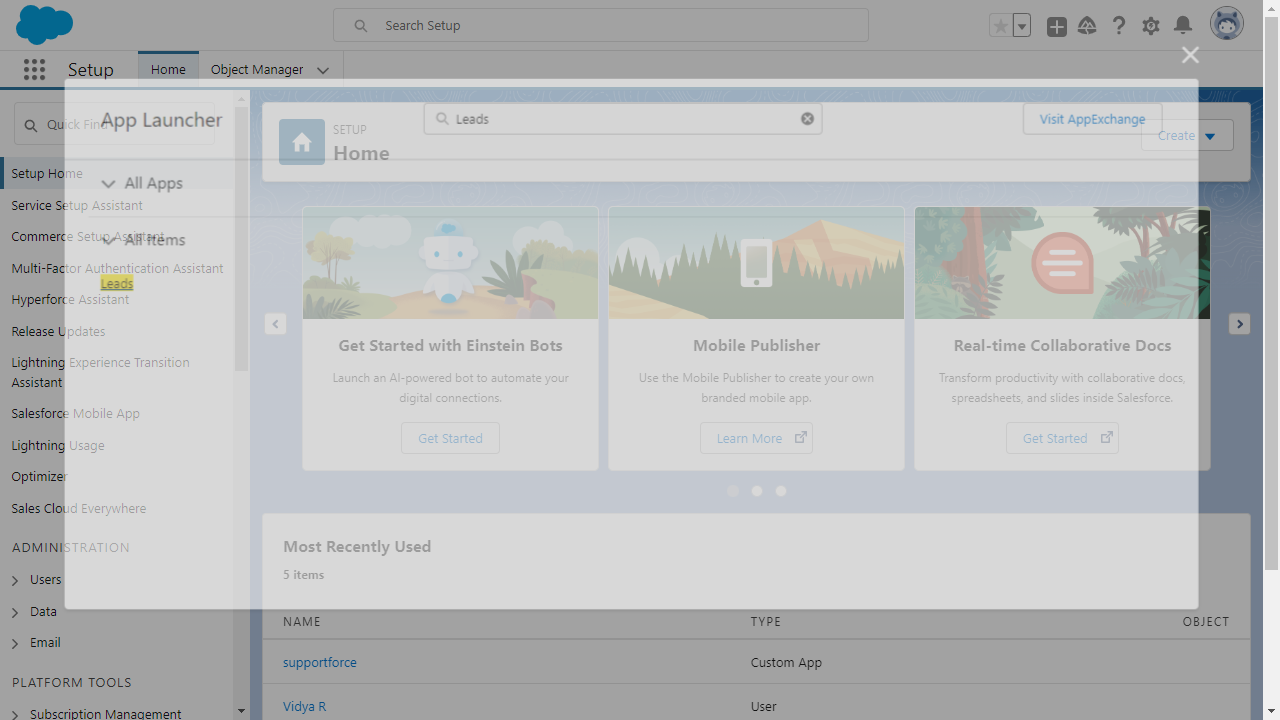 Search Setup
Setup
Home
Object Manager
App Launcher
Leads
Visit AppExchange
Quick Find
SETUP
Home
Create
All Apps
All Items
Leads
Setup Home
Service Setup Assistant
Commerce Setup Assistant
Multi-Factor Authentication Assistant
Hyperforce Assistant
Release Updates
Lightning Experience Transition
Assistant
Salesforce Mobile App
Lightning Usage
Optimizer
Sales Cloud Everywhere
ADMINISTRATION
Users
Data
Email
PLATFORM TOOLS
Subscription Management
Get Started with Einstein Bots
Launch an AI-powered bot to automate your
digital connections.
Get Started
Mobile Publisher
Use the Mobile Publisher to create your own
branded mobile app.
Learn More
Real-time Collaborative Docs
Transform productivity with collaborative docs,
spreadsheets, and slides inside Salesforce.
Get Started
Most Recently Used
5 items
NAME
TYPE
OBJECT
supportforce
Custom App
Vidya R
User